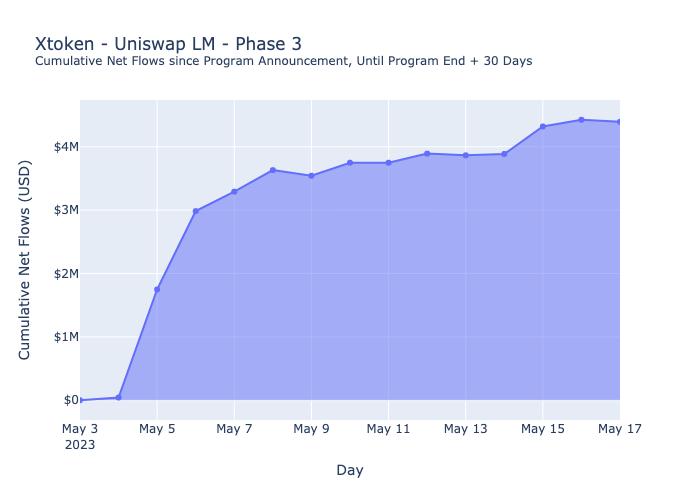 Xtoken - Uniswap LM - Phase 3
Cumulative Net Flows since Program Announcement, Until Program End + 30 Days
Cumulative Net Flows (USD)
$4M
$3M
$2M
$1M
$0
May 3 May 5 May 7 May 9 May 11 May 13 May 15 May 17
2023
Day